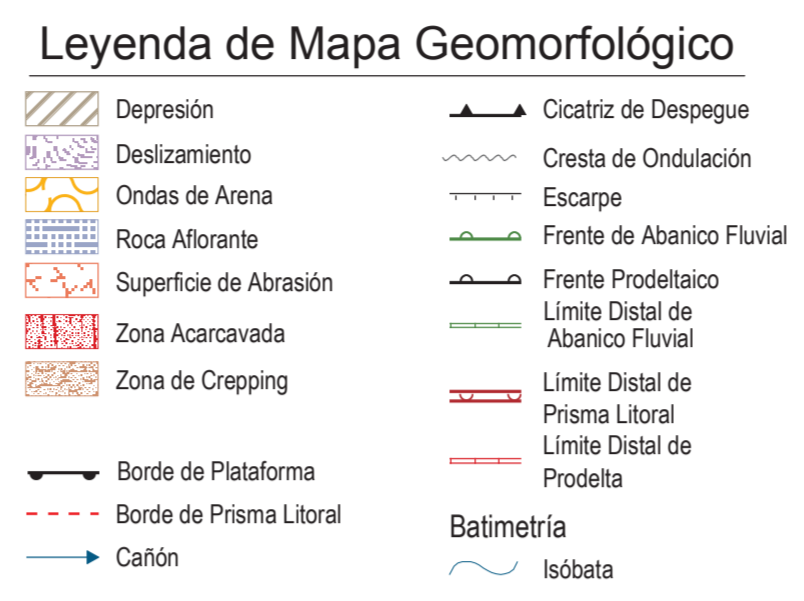 Leyenda de Mapa Geomorfológico
Depresión
Deslizamiento
Ondas de Arena
Roca Aflorante
Superficie de Abrasión
Zona Acarcavada
Zona de Crepping
Borde de Plataforma
Borde de Prisma Litoral
Cañón
Cicatriz de Despegue
Cresta de Ondulación
Escarpe
Frente de Abanico Fluvial
Frente Prodeltaico
Límite Distal de
Abanico Fluvial
Límite Distal de
Prisma Litoral
Límite Distal de
Prodelta
Batimetría
Isóbata